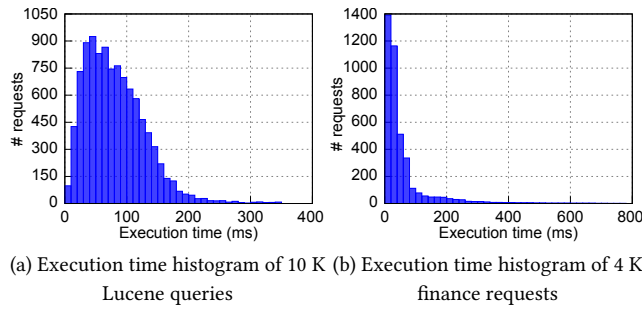 1050
900
750
600
450
300
150
0
# requests
0 100 200 300 400
Execution time (ms)
(a) Execution time histogram of 10 K
Lucene queries
1400
1200
1000
800
600
400
200
0
# requests
0 200 400 600 800
Execution time (ms)
(b) Execution time histogram of 4 K
finance requests